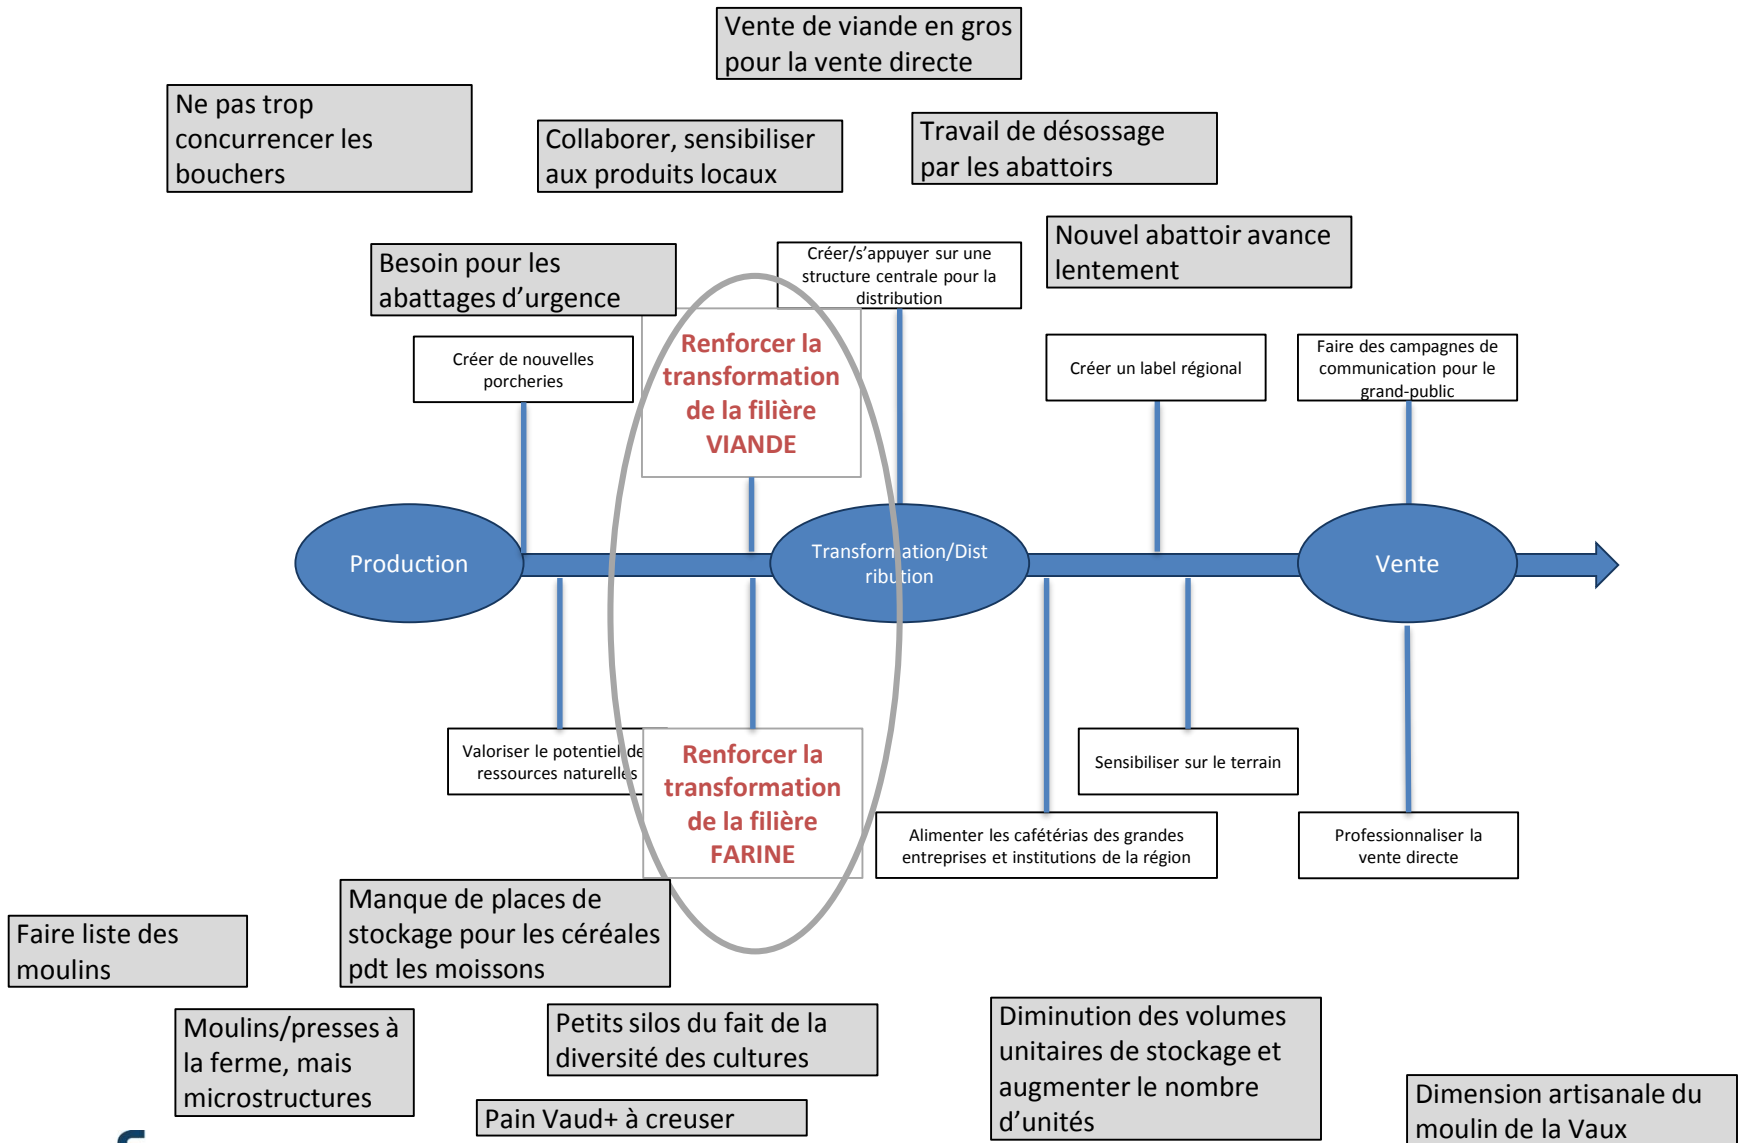 Vente de viande en gros
pour la vente directe
Ne pas trop
concurrencer les
bouchers
Collaborer, sensibiliser
aux produits locaux
Travail de désossage
par les abattoirs
Besoin pour les
abattages d’urgence
Créer/s’appuyer sur une
structure centrale pour la
distribution
Nouvel abattoir avance
lentement
Créer de nouvelles
porcheries
Renforcer la
transformation
de la filière
VIANDE
Créer un label régional
Faire des campagnes de
communication pour le
grand-public
Production
Transformation/Dist
ribution
Vente
Valoriser le potentiel de
ressources naturelles
Renforcer la
transformation
de la filière
FARINE
Sensibiliser sur le terrain
Alimenter les cafétérias des grandes
entreprises et institutions de la région
Professionnaliser la
vente directe
Faire liste des
moulins
Manque de places de
stockage pour les céréales
pdt les moissons
Moulins/presses à
la ferme, mais
microstructures
Petits silos du fait de la
diversité des cultures
Pain Vaud+ à creuser
Diminution des volumes
unitaires de stockage et
augmenter le nombre
d’unités
Dimension artisanale du
moulin de la Vaux